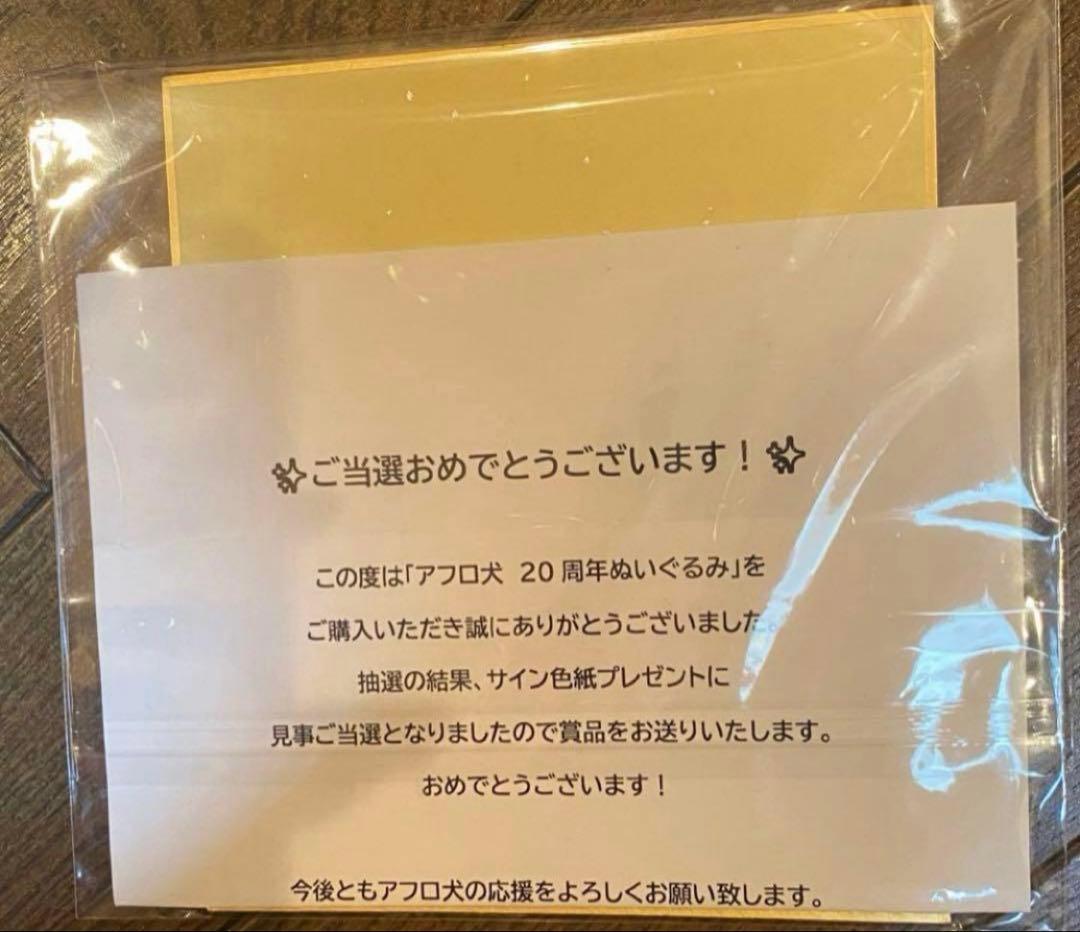 ✨ご当選おめでとうございます！✨
この度は「アフロ犬 20周年ぬいぐるみ」を
ご購入いただき誠にありがとうございました。
抽選の結果、サイン色紙プレゼントに
見事ご当選となりましたので賞品をお送りいたします。
おめでとうございます！
今後ともアフロ犬の応援をよろしくお願い致します。